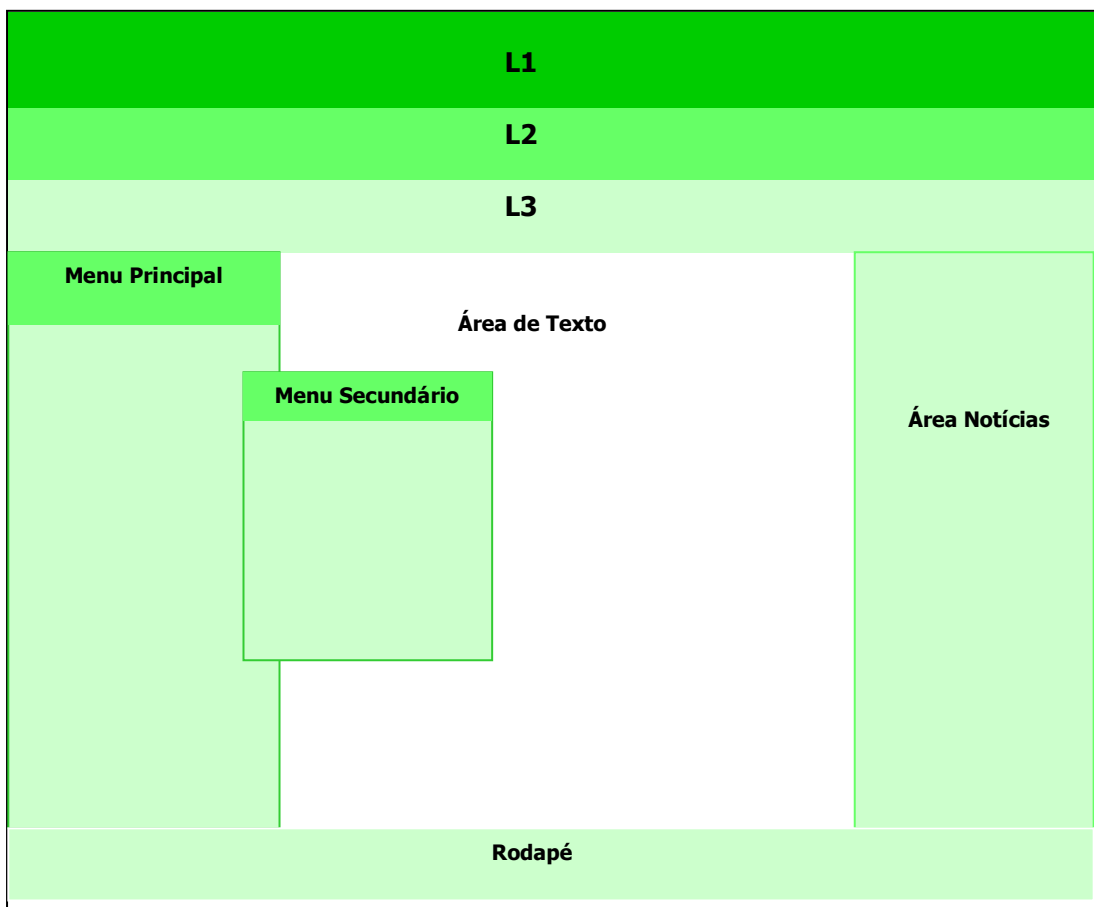 L1
L2
L3
Menu Principal
Área de Texto
Menu Secundário
Área Notícias
Rodapé